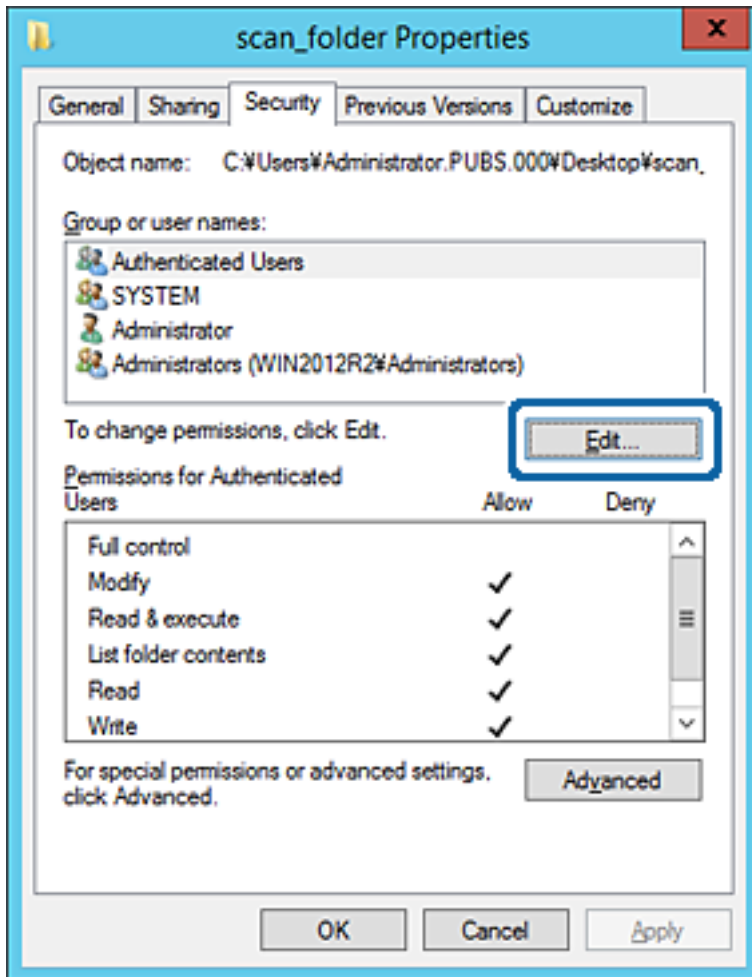 scan_folder Properties
x
General Sharing Security Previous Versions Customize
Object name: C:¥Users¥Administrator.PUBS.000¥Desktop¥scan_
Group or user names:
Authenticated Users
SYSTEM
Administrator
Administrators (WIN2012R2¥Administrators)
To change permissions, click Edit.
Edit...
Permissions for Authenticated
Users Allow Deny
Full control
Modify
Read & execute
List folder contents
Read
Write
For special permissions or advanced settings,
click Advanced.
Advanced
OK Cancel Apply